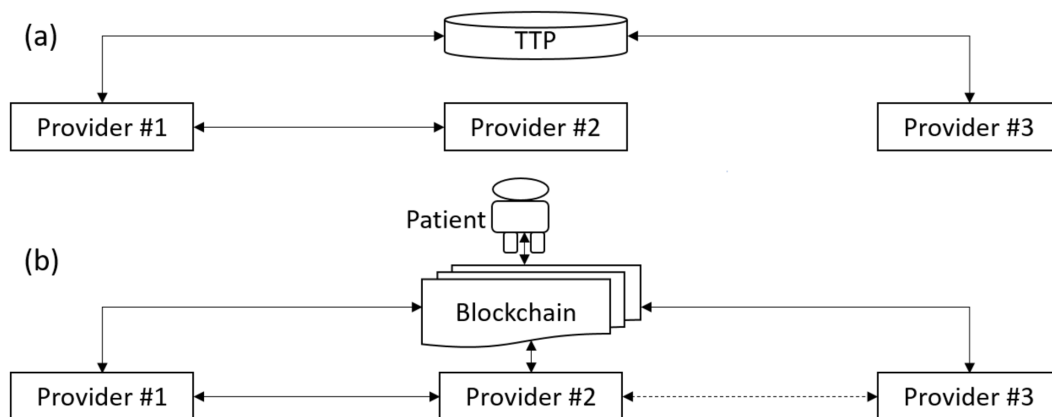 (a)
TTP
Provider #1
Provider #2
Provider #3
Patient
(b)
Blockchain
Provider #1
Provider #2
Provider #3